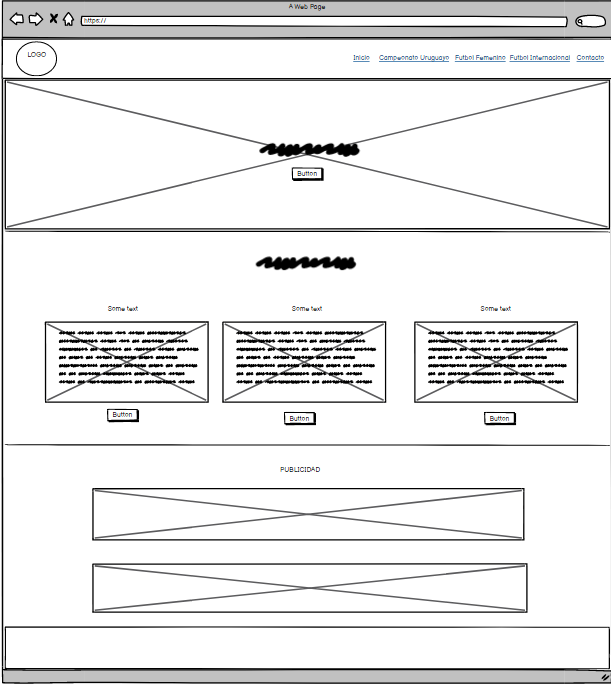 A Web Page
https://
LOGO
Inicio Campeonato Uruguayo Futbol Femenino Futbol Internacional Contacto
Button
Some text Some text Some text
Button Button Button
PUBLICIDAD